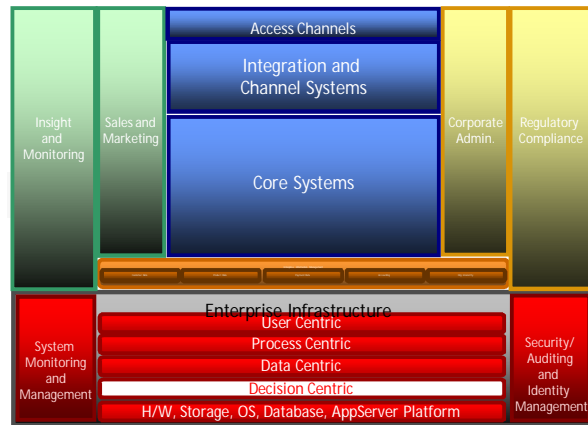 Access Channels
Integration and
Channel Systems
Insight
and
Monitoring
Sales and
Marketing
Corporate
Admin.
Regulatory
Compliance
Core Systems
Enterprise Infrastructure
User Centric
Process Centric
Data Centric
Decision Centric
H/W, Storage, OS, Database, AppServer Platform
System
Monitoring
and
Management
Security/
Auditing
and
Identity
Management